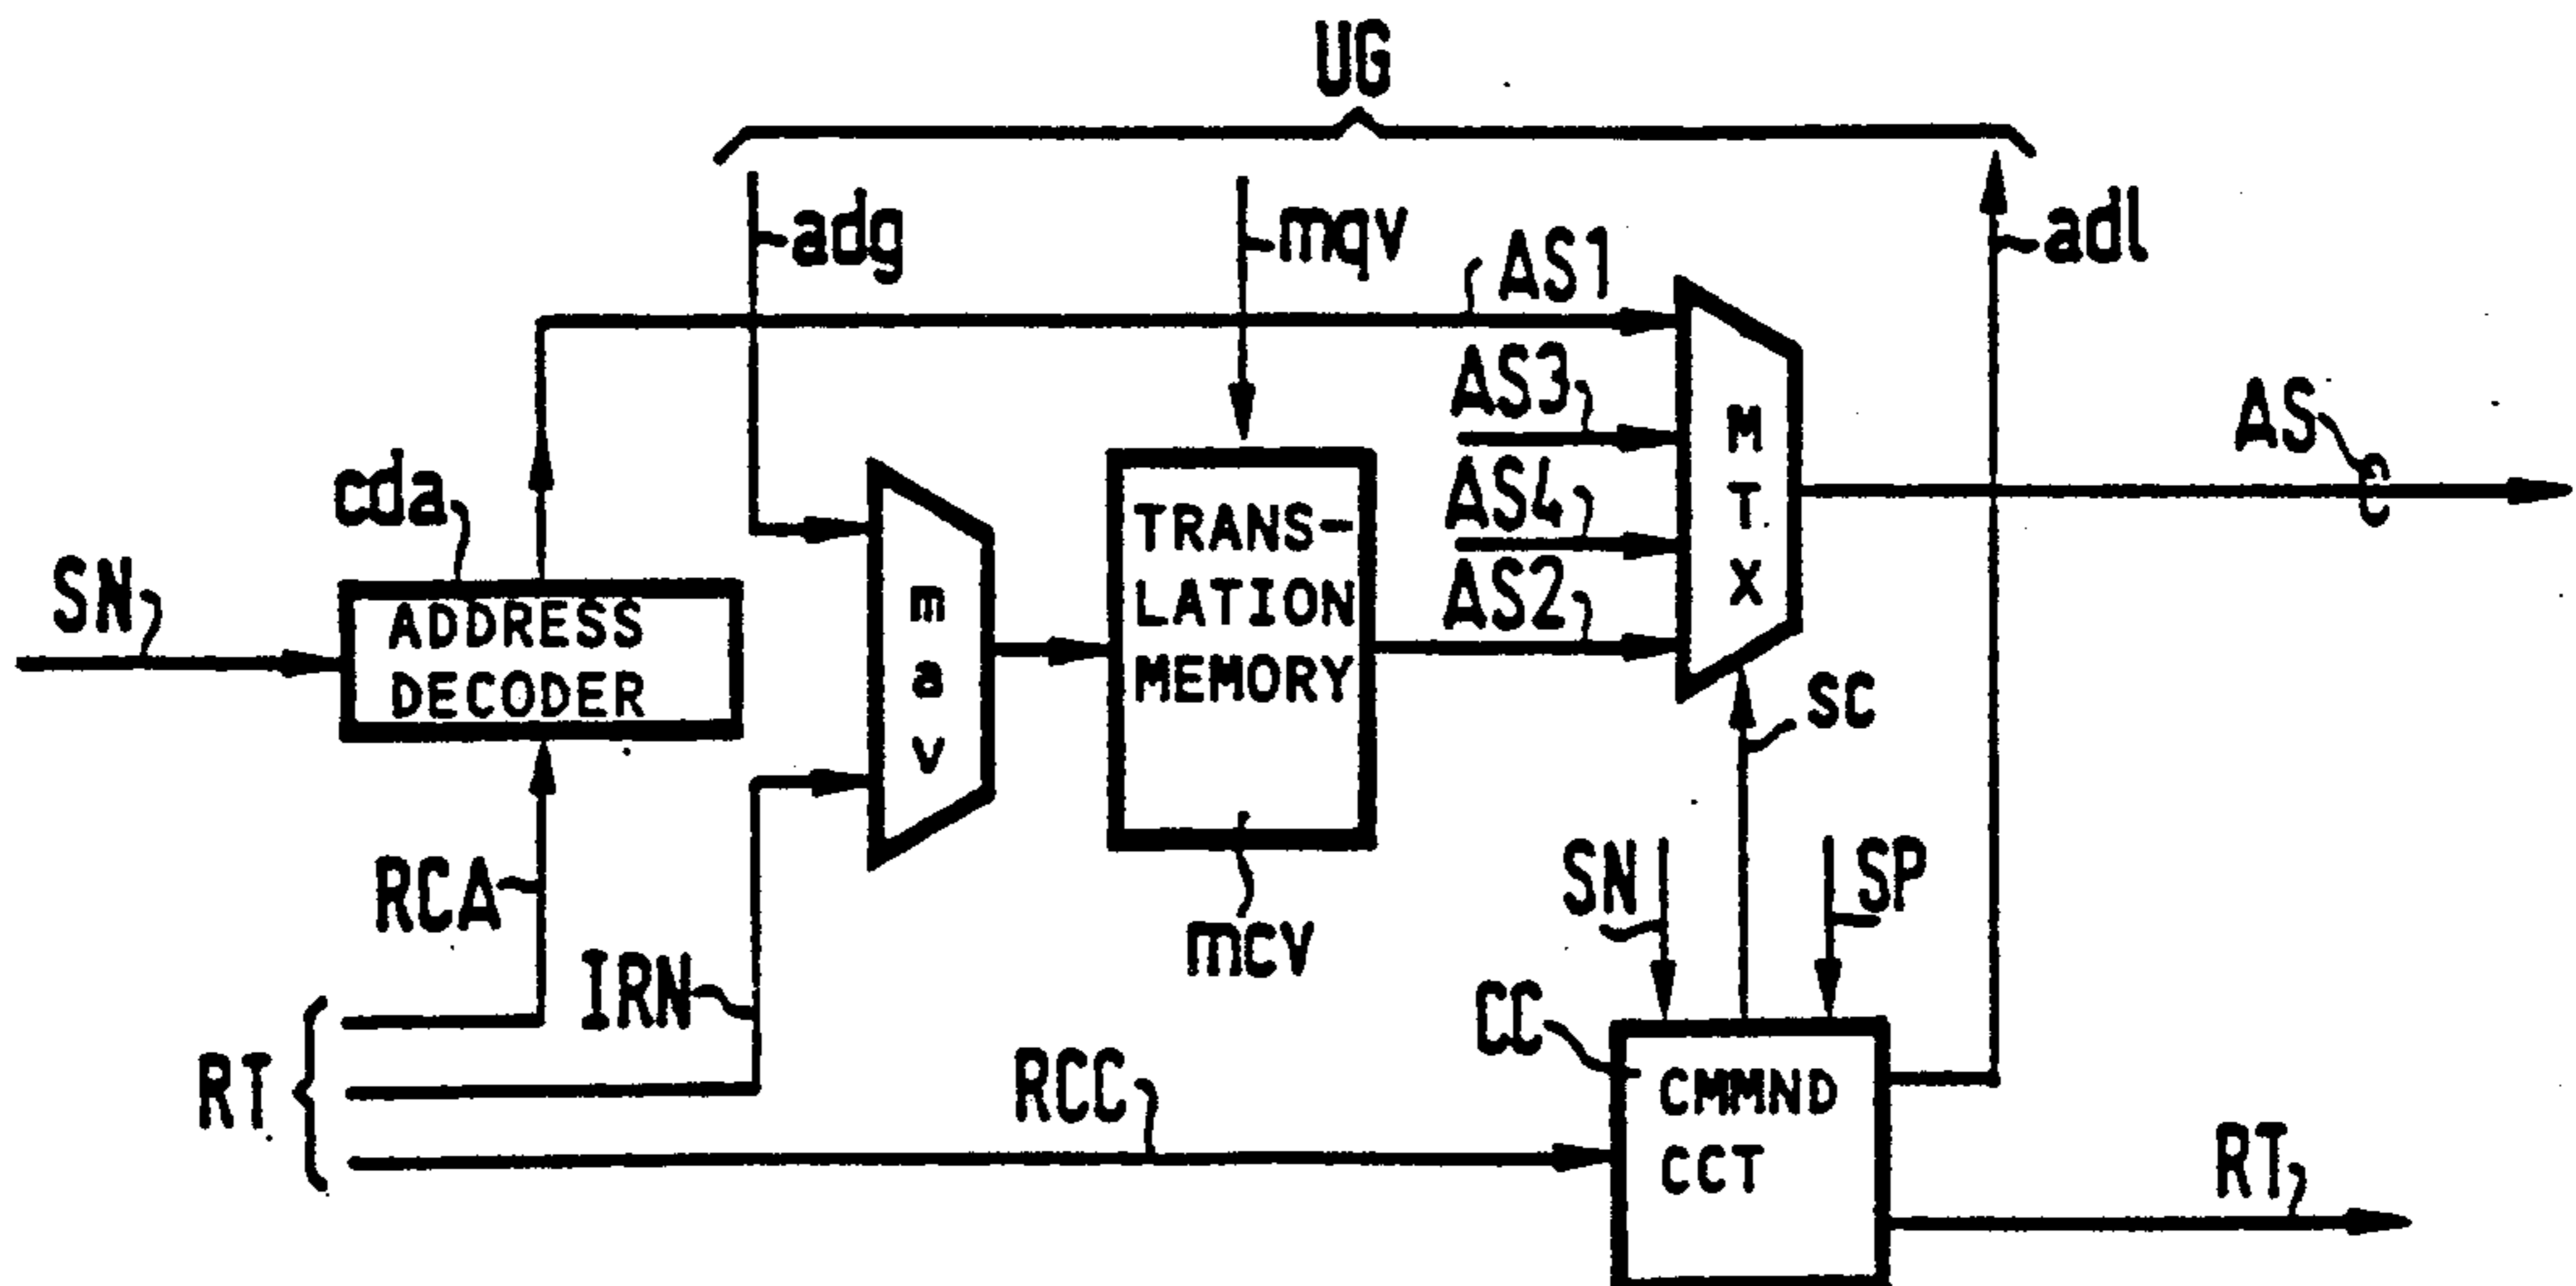 UG
adg
mqv
adl
AS1
AS3
AS
cda
AS4
SN
AS2
ADDRESS
DECODER
m
a
v
TRANS-
LATION
MEMORY
M
T
X
SC
RCA
mcv
SN
SP
IRN
CC
RT
RCC
CMMND
CCT
RT